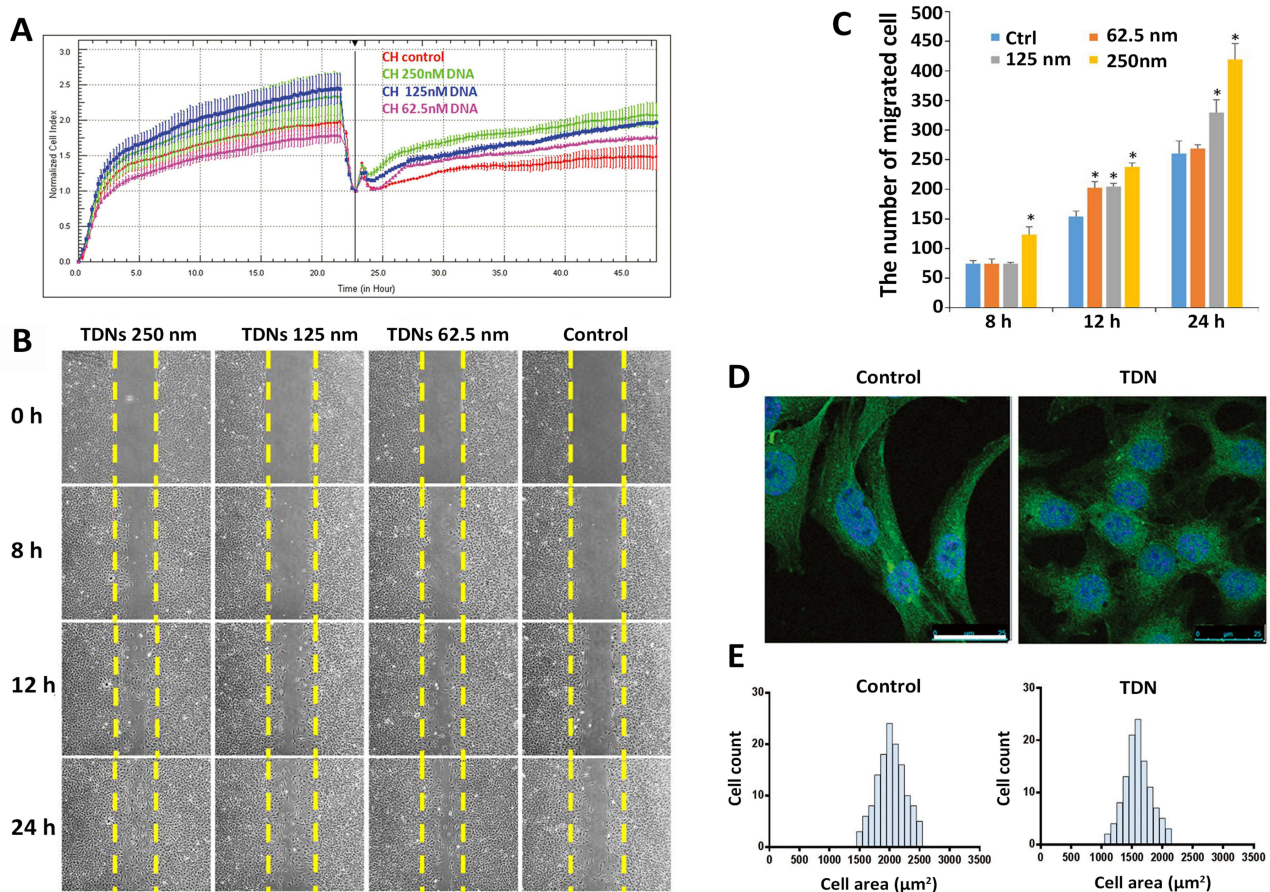 A
3.0
2.5
2.0
1.5
1.0
0.5
0.0
Normalized Cell Index
CH control
CH 250nM DNA
CH 125nM DNA
CH 62.5nM DNA
0.0 5.0 10.0 15.0 20.0 25.0 30.0 35.0 40.0 45.0
Time (in Hour)
B
TDNs 250 nm TDNs 125 nm TDNs 62.5 nm Control
0 h
8 h
12 h
24 h
C
The number of migrated cell
500
450
400
350
300
250
200
150
100
50
0
Ctrl 62.5 nm
125 nm 250nm
*
* * *
* *
8 h 12 h 24 h
D
Control TDN
0 µm 25
0 µm 25
E
Control
Cell count
30
20
10
0
0 500 1000 1500 2000 2500 3000 3500
Cell area (µm²)
TDN
Cell count
30
20
10
0
0 500 1000 1500 2000 2500 3000 3500
Cell area (µm²)